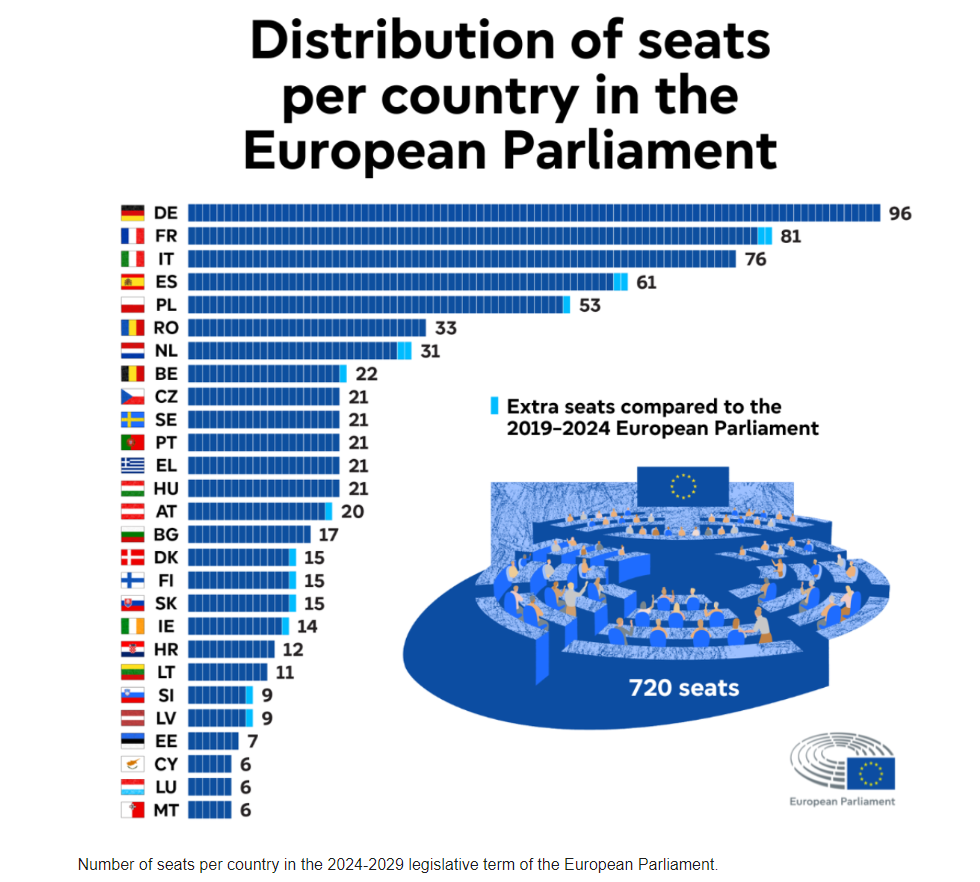 Distribution of seats
per country in the
European Parliament
DE 96
FR 81
IT 76
ES 61
PL 53
RO 33
NL 31
BE 22
CZ 21
SE 21
PT 21
EL 21
HU 21
AT 20
BG 17
DK 15
FI 15
SK 15
IE 14
HR 12
LT 11
SI 9
LV 9
EE 7
CY 6
LU 6
MT 6
Extra seats compared to the
2019-2024 European Parliament
720 seats
European Parliament
Number of seats per country in the 2024-2029 legislative term of the European Parliament.